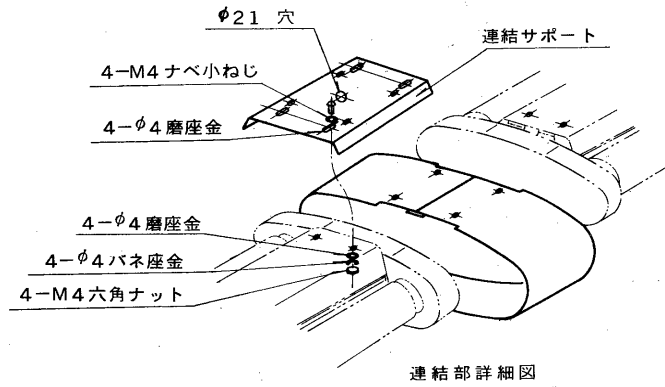 φ21 穴
連結サポート
4-M4ナベ小ねじ
4-φ4磨座金
4-φ4磨座金
4-φ4バネ座金
4-M4六角ナット
連結部詳細図